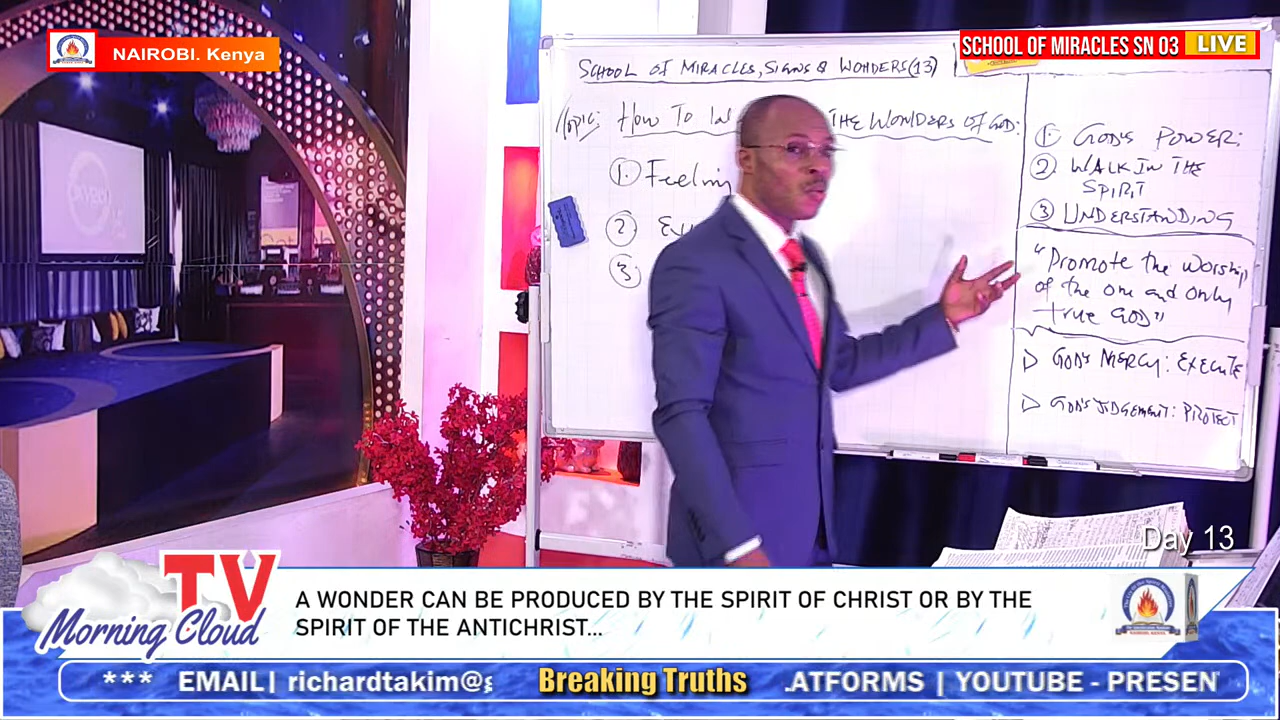 NAIROBI. Kenya
SCHOOL OF MIRACLES SN 03
LIVE
SCHOOL OF MIRACLES, SIGNS & WONDERS (13)
Topic: HOW TO
THE WONDERS OF GOD:
1. Feeling
2
3
1. GOD'S POWER:
2. WALK IN THE
SPIRIT
3 UNDERSTANDING
"Promote the worship
of the one and only
true GOD"
▷ GOD'S MERCY: EXECUTE
▷ GOD'S JUDGEMENT: PROTECT
Day 13
TV
Morning Cloud
A WONDER CAN BE PRODUCED BY THE SPIRIT OF CHRIST OR BY THE
SPIRIT OF THE ANTICHRIST...
NAIROBI, KENYA
*** EMAIL| richardtakim@g
Breaking Truths
.ATFORMS | YOUTUBE - PRESEN